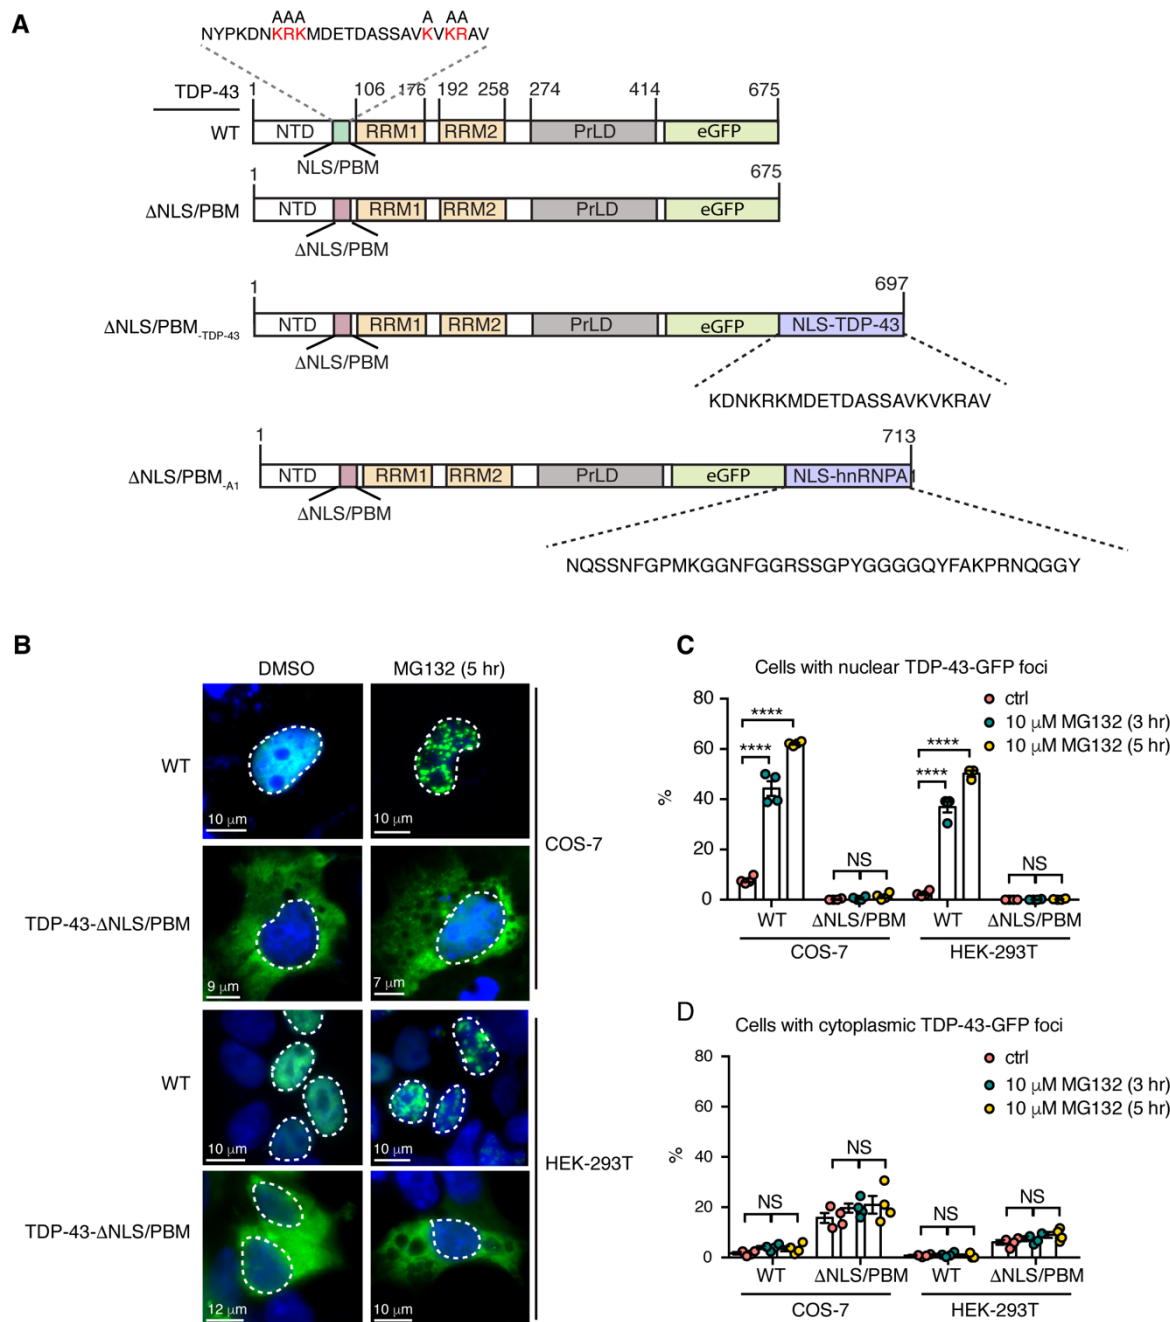 A
AAA A AA
NYPKDNKRKMDETDASSAVKVKRAV
TDP-43 1 106 176 192 258 274 414 675
WT NTD RRM1 RRM2 PrLD eGFP
NLS/PBM
1 675
ΔNLS/PBM NTD RRM1 RRM2 PrLD eGFP
ΔNLS/PBM
1 697
ΔNLS/PBM-TDP-43 NTD RRM1 RRM2 PrLD eGFP NLS-TDP-43
ΔNLS/PBM
KDNKRKMDETDASSAVKVKRAV
1 713
ΔNLS/PBM-A1 NTD RRM1 RRM2 PrLD eGFP NLS-hnRNPA1
ΔNLS/PBM
NQSSNFGPMKGGNFGGRSSGPYGGGGQYFAKPRNQGGY
B
DMSO MG132 (5 hr)
WT
10 μm 10 μm
COS-7
TDP-43-ΔNLS/PBM
9 μm 7 μm
WT
10 μm 10 μm
HEK-293T
TDP-43-ΔNLS/PBM
12 μm 10 μm
C
Cells with nuclear TDP-43-GFP foci
ctrl
10 μM MG132 (3 hr)
10 μM MG132 (5 hr)
%
80
60
40
20
0
**** **** NS **** **** NS
WT ΔNLS/PBM WT ΔNLS/PBM
COS-7 HEK-293T
D
Cells with cytoplasmic TDP-43-GFP foci
ctrl
10 μM MG132 (3 hr)
10 μM MG132 (5 hr)
%
80
60
40
20
0
NS NS NS NS
WT ΔNLS/PBM WT ΔNLS/PBM
COS-7 HEK-293T